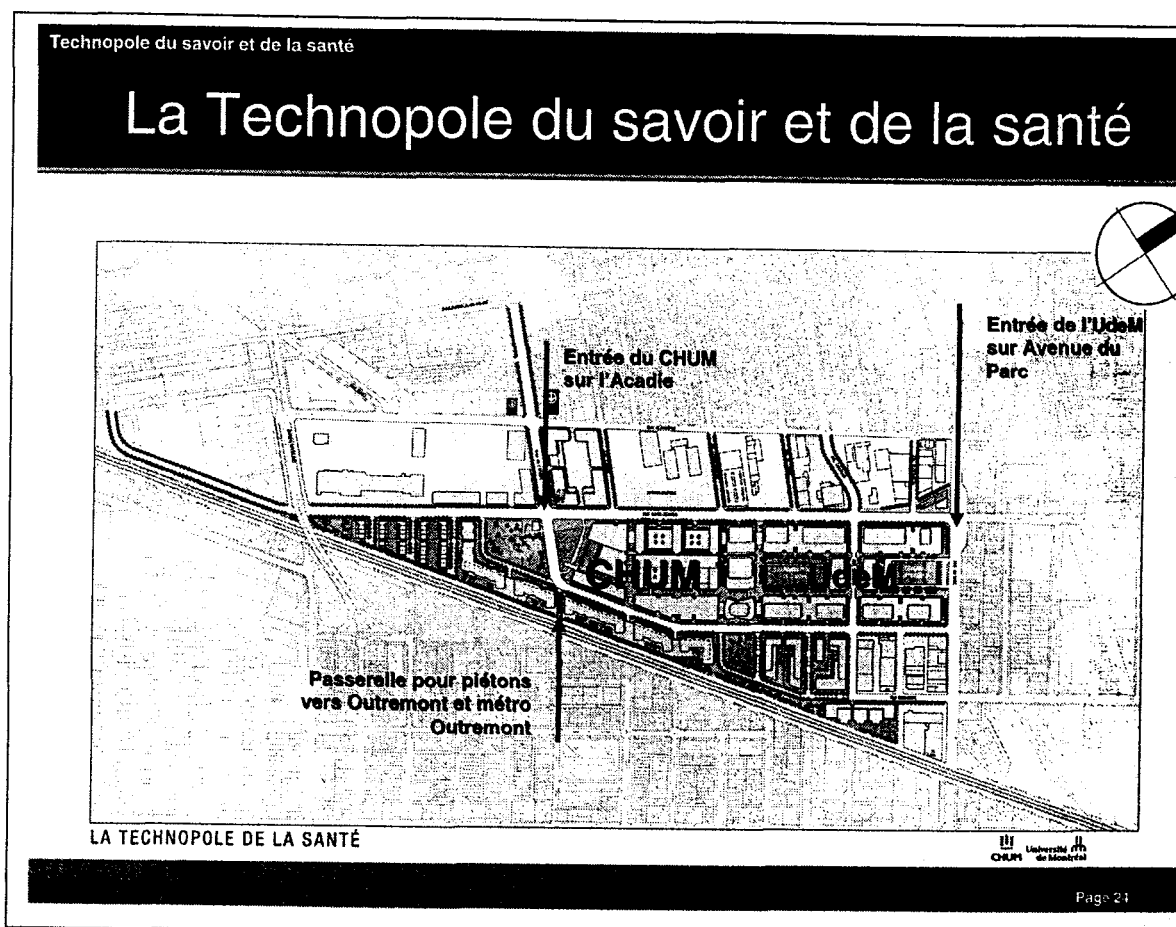 Technopole du savoir et de la santé
La Technopole du savoir et de la santé
Entrée du CHUM
sur l'Acadie
Entrée de l'UdeM
sur Avenue du
Parc
CHUM
UdeM
Passerelle pour piétons
vers Outremont et métro
Outremont
LA TECHNOPOLE DE LA SANTÉ
CHUM
Université
de Montréal
Page 24